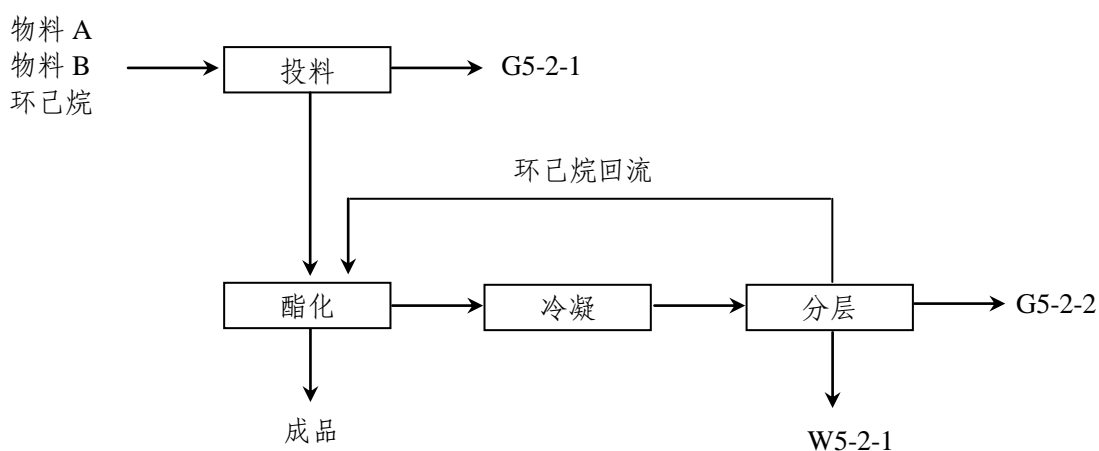 物料 A
物料 B
环己烷
投料
G5-2-1
环己烷回流
酯化
冷凝
分层
G5-2-2
成品
W5-2-1